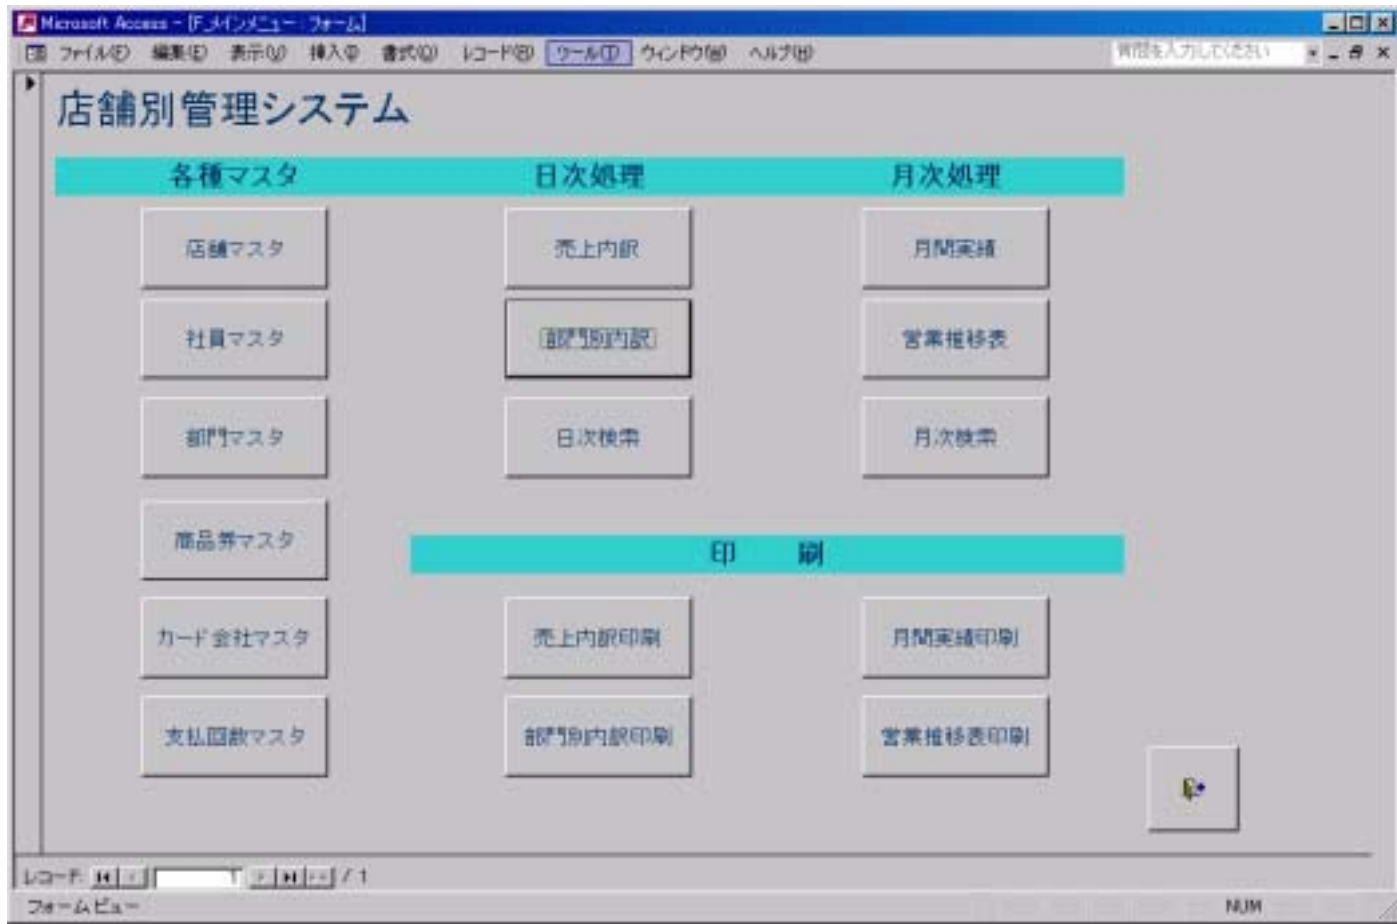 Microsoft Access - [F_メインメニュー : フォーム]
ファイル(F) 編集(E) 表示(V) 挿入(I) 書式(O) レコード(R) ツール(T) ウィンドウ(W) ヘルプ(H) 質問を入力してください
店舗別管理システム
各種マスタ 日次処理 月次処理
店舗マスタ 売上内訳 月間実績
社員マスタ 部門別内訳 営業推移表
部門マスタ 日次検索 月次検索
商品券マスタ
印 刷
カード会社マスタ 売上内訳印刷 月間実績印刷
支払回数マスタ 部門別内訳印刷 営業推移表印刷
レコード: 1 / 1
フォーム ビュー NUM